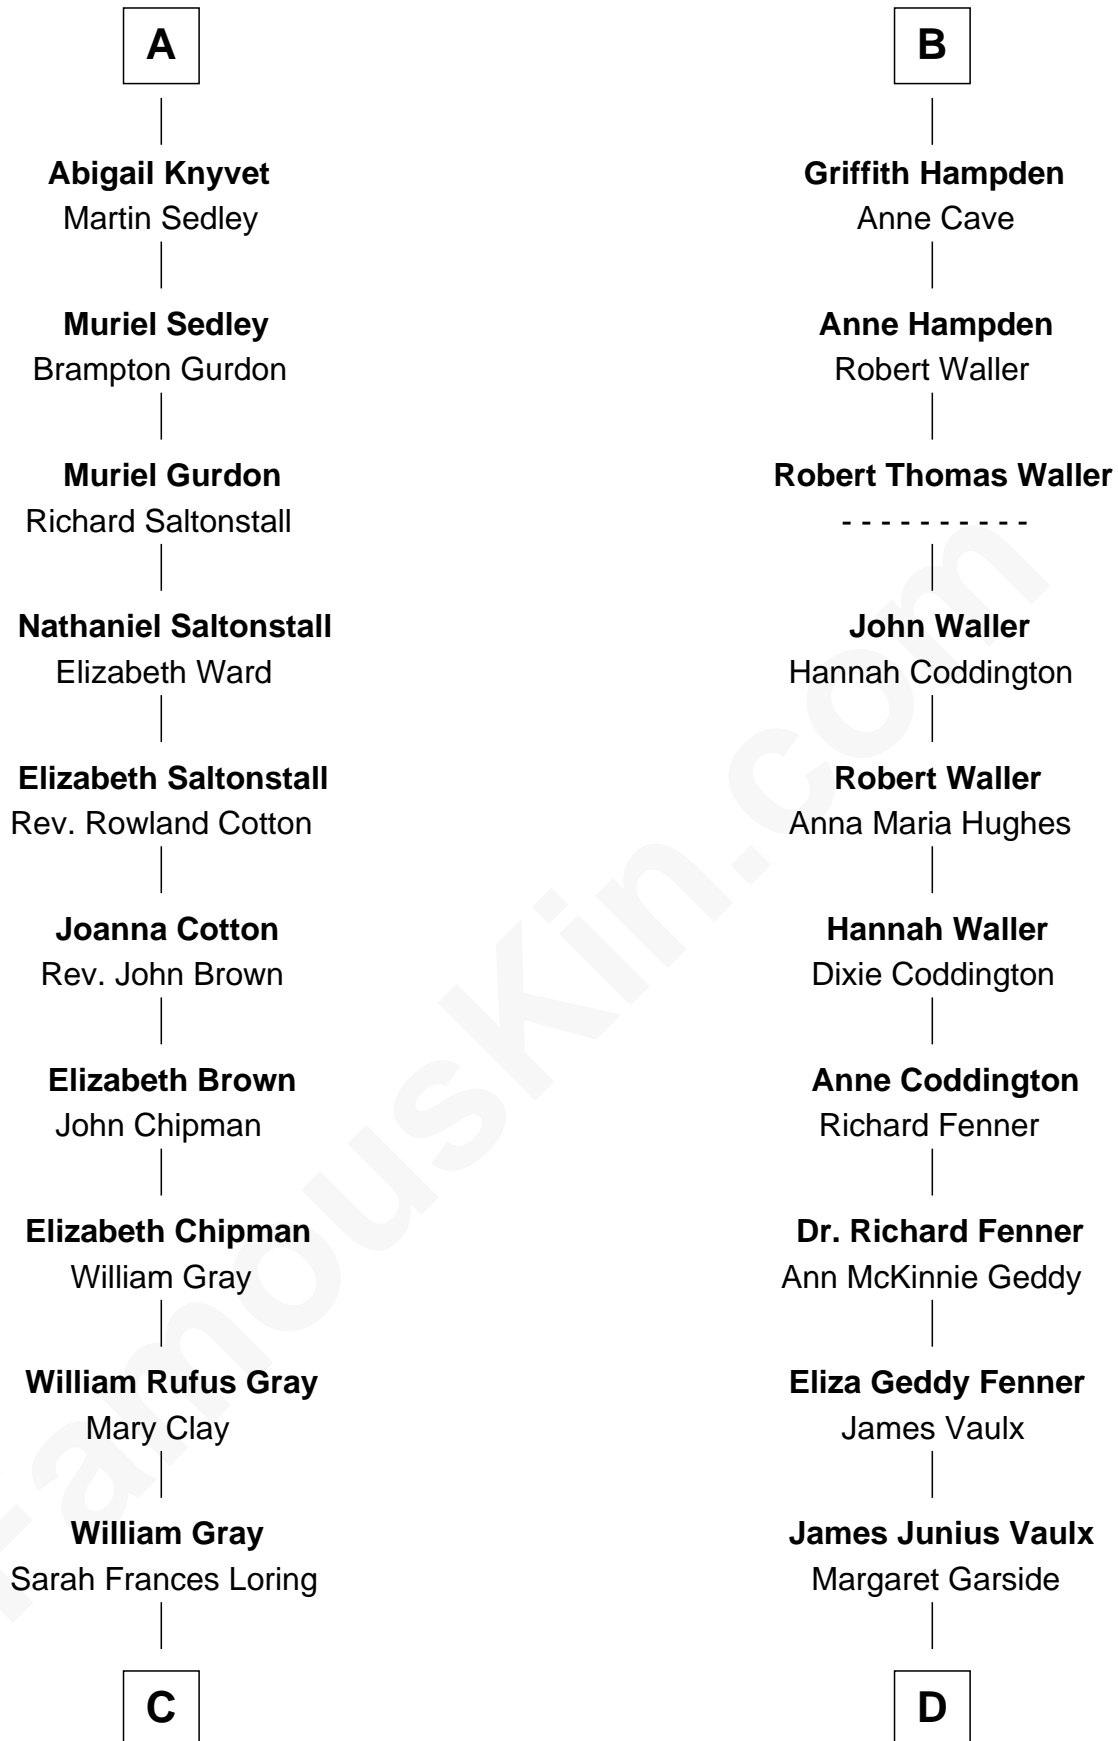 A
Abigail Knyvet
Martin Sedley
Muriel Sedley
Brampton Gurdon
Muriel Gurdon
Richard Saltonstall
Nathaniel Saltonstall
Elizabeth Ward
Elizabeth Saltonstall
Rev. Rowland Cotton
Joanna Cotton
Rev. John Brown
Elizabeth Brown
John Chipman
Elizabeth Chipman
William Gray
William Rufus Gray
Mary Clay
William Gray
Sarah Frances Loring
C
B
Griffith Hampden
Anne Cave
Anne Hampden
Robert Waller
Robert Thomas Waller
- - - - - - - - - -
John Waller
Hannah Coddington
Robert Waller
Anna Maria Hughes
Hannah Waller
Dixie Coddington
Anne Coddington
Richard Fenner
Dr. Richard Fenner
Ann McKinnie Geddy
Eliza Geddy Fenner
James Vaulx
James Junius Vaulx
Margaret Garside
D
FamousKin.com